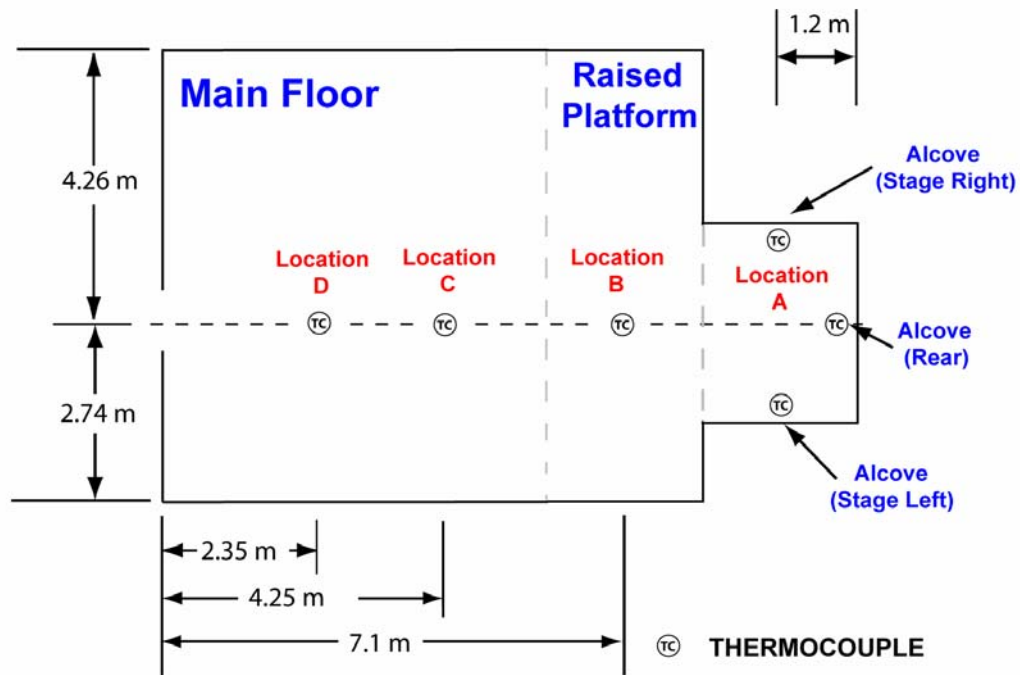 1.2 m
Main Floor
Raised
Platform
Alcove
(Stage Right)
4.26 m
Location
D
Location
C
Location
B
Location
A
TC
TC
TC
TC
TC
TC
Alcove
(Rear)
2.74 m
Alcove
(Stage Left)
2.35 m
4.25 m
7.1 m
TC THERMOCOUPLE